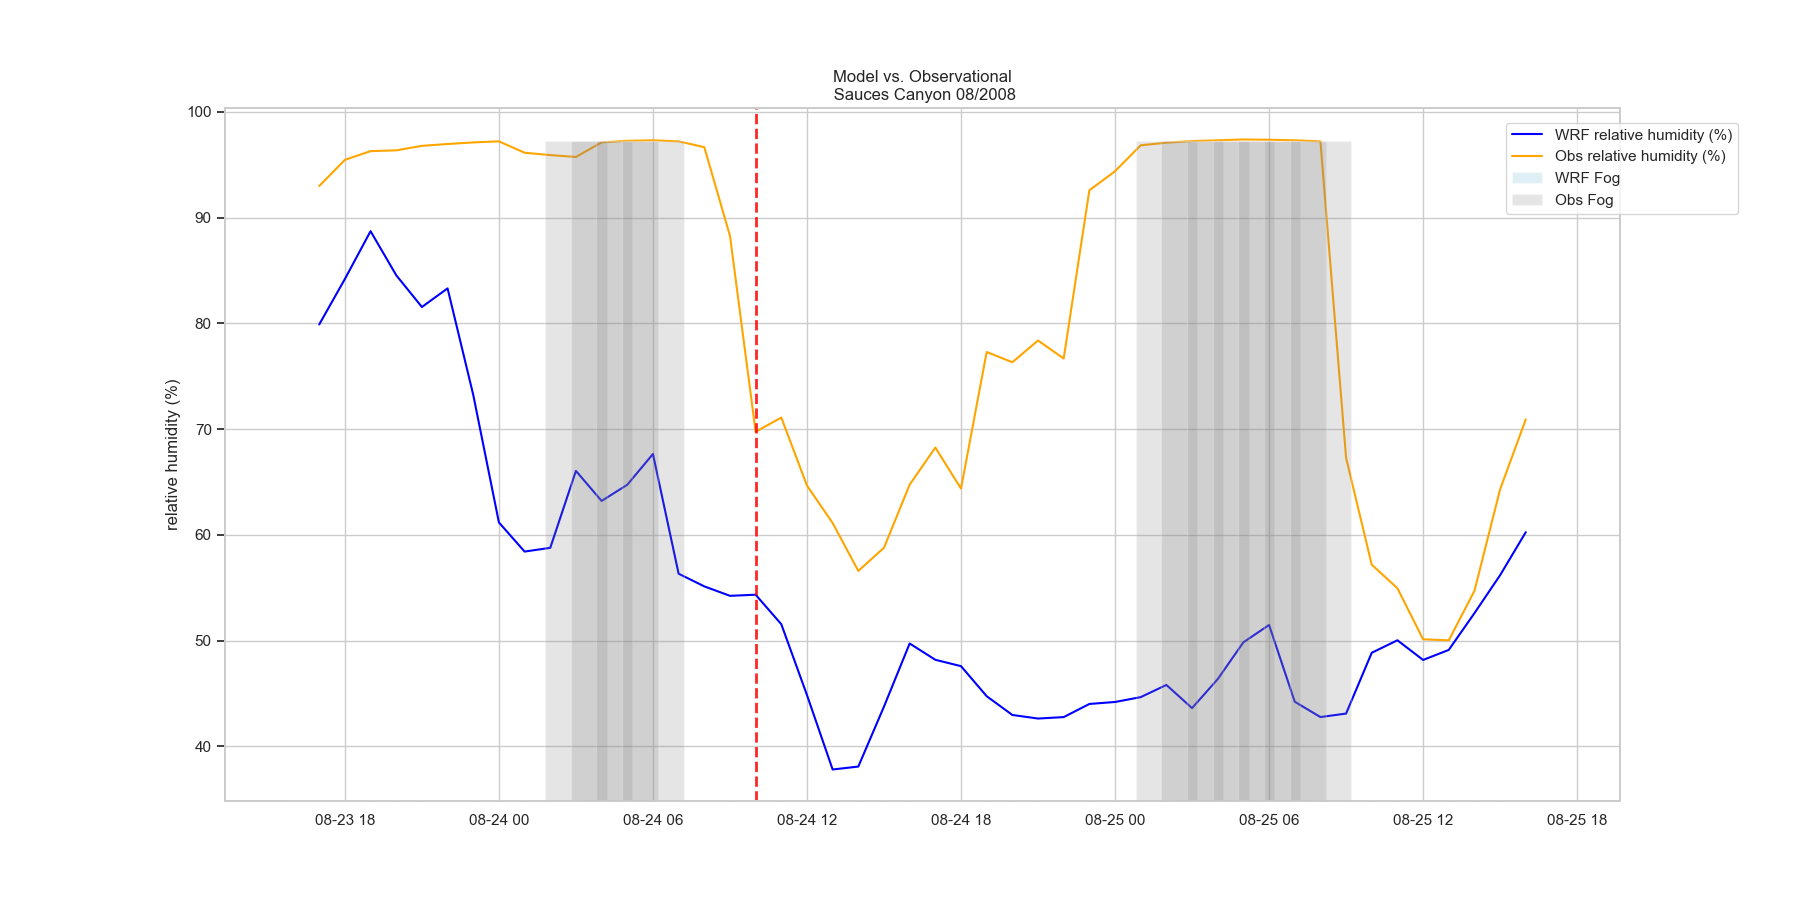 Model vs. Observational
Sauces Canyon 08/2008
100
90
80
70
60
50
40
relative humidity (%)
WRF relative humidity (%)
Obs relative humidity (%)
WRF Fog
Obs Fog
08-23 18
08-24 00
08-24 06
08-24 12
08-24 18
08-25 00
08-25 06
08-25 12
08-25 18